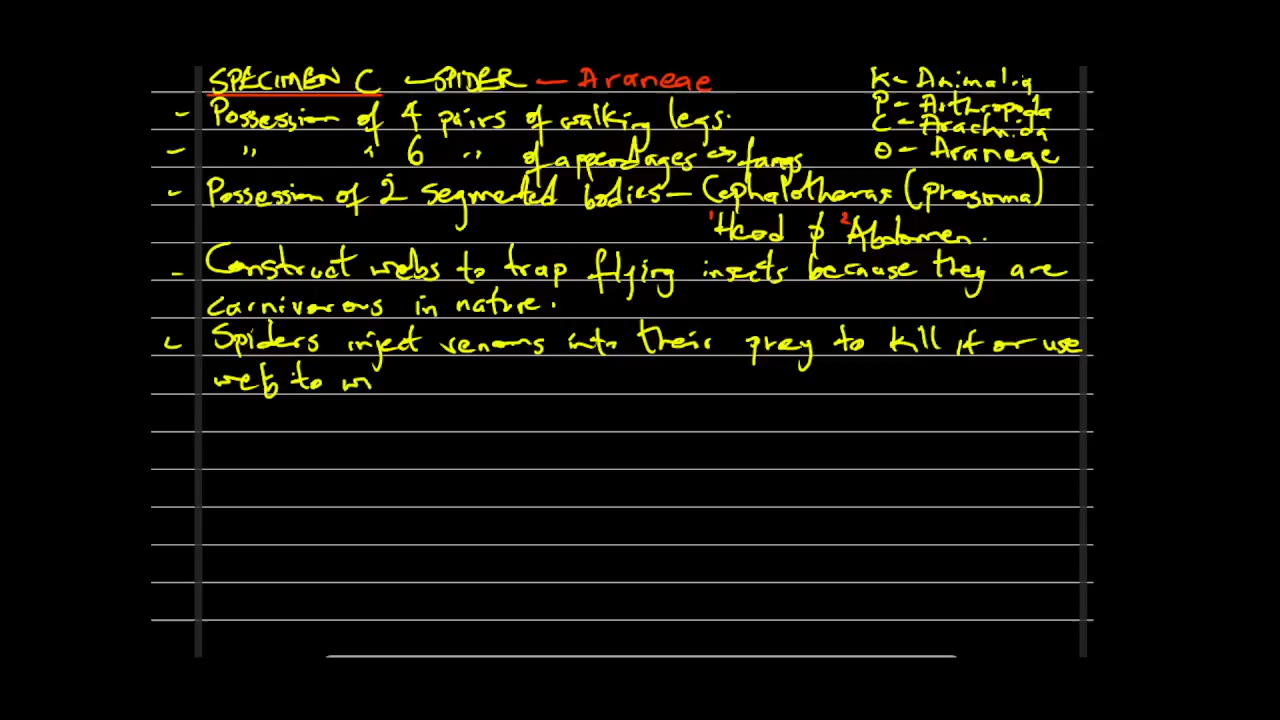 SPECIMEN C - SPIDER - Araneae
K - Animalia
P - Arthropoda
C - Arachnida
O - Araneae
- Possession of 4 pairs of walking legs.
- " " 6 " of appendages => fangs
- Possession of 2 segmented bodies - Cephalothorax (prosoma)
1 Head & 2 Abdomen.
- Construct webs to trap flying insects because they are
carnivorous in nature.
- Spiders inject venoms into their prey to kill it or use
web to w